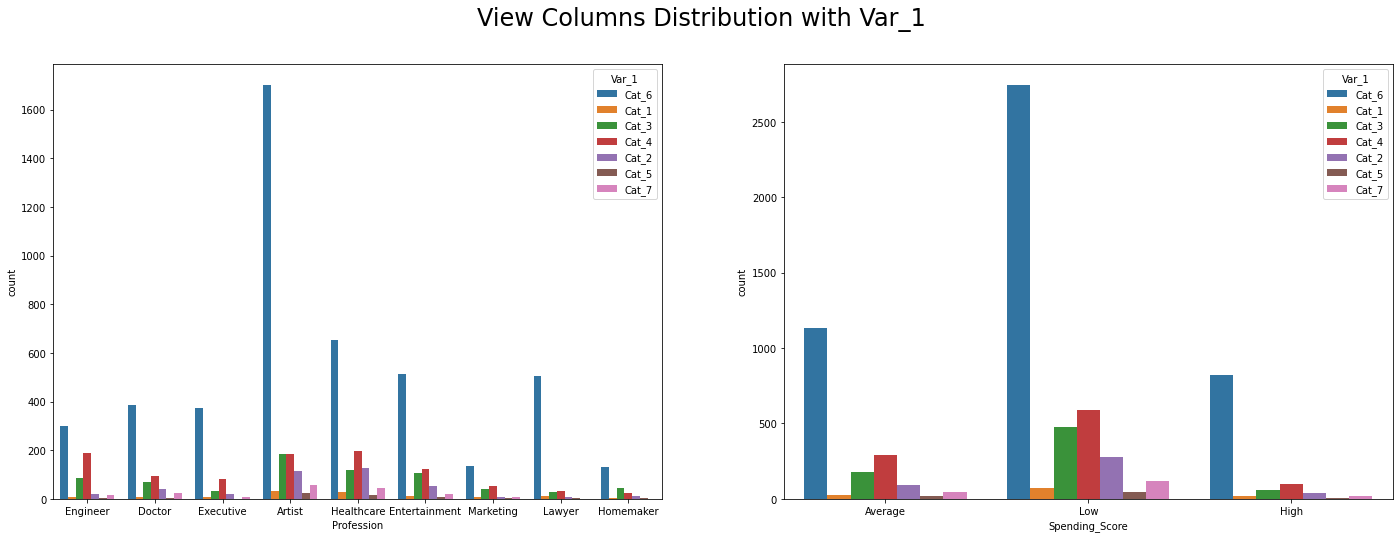 View Columns Distribution with Var_1
1600
1400
1200
1000
800
600
400
200
0
count
Engineer Doctor Executive Artist Healthcare Entertainment Marketing Lawyer Homemaker
Profession
Var_1
Cat_6
Cat_1
Cat_3
Cat_4
Cat_2
Cat_5
Cat_7
2500
2000
1500
1000
500
0
count
Average Low High
Spending_Score
Var_1
Cat_6
Cat_1
Cat_3
Cat_4
Cat_2
Cat_5
Cat_7